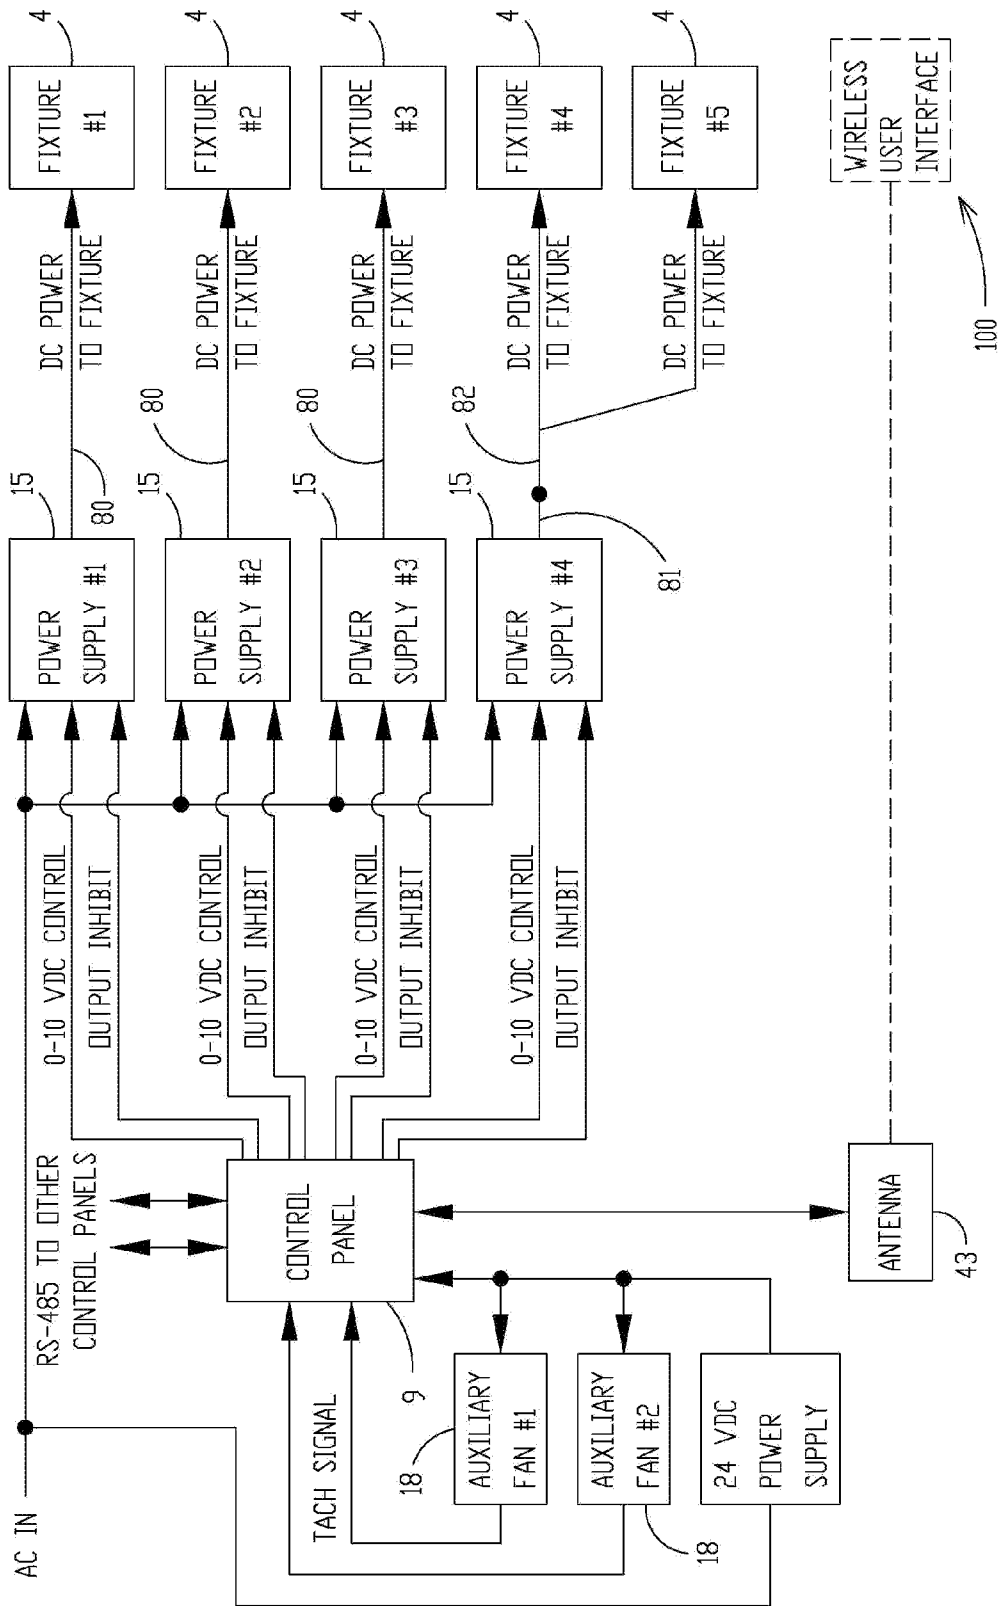 AC IN
RS-485 TO OTHER
CONTROL PANELS
0-10 VDC CONTROL
OUTPUT INHIBIT
POWER
SUPPLY #1
15
80
DC POWER
TO FIXTURE
FIXTURE
#1
4
0-10 VDC CONTROL
OUTPUT INHIBIT
POWER
SUPPLY #2
15
80
DC POWER
TO FIXTURE
FIXTURE
#2
4
CONTROL
PANEL
9
TACH SIGNAL
0-10 VDC CONTROL
OUTPUT INHIBIT
POWER
SUPPLY #3
15
80
DC POWER
TO FIXTURE
FIXTURE
#3
4
0-10 VDC CONTROL
OUTPUT INHIBIT
POWER
SUPPLY #4
15
81
82
DC POWER
TO FIXTURE
FIXTURE
#4
4
DC POWER
TO FIXTURE
FIXTURE
#5
4
18
AUXILIARY
FAN #1
AUXILIARY
FAN #2
18
24 VDC
POWER
SUPPLY
ANTENNA
43
WIRELESS
USER
INTERFACE
100